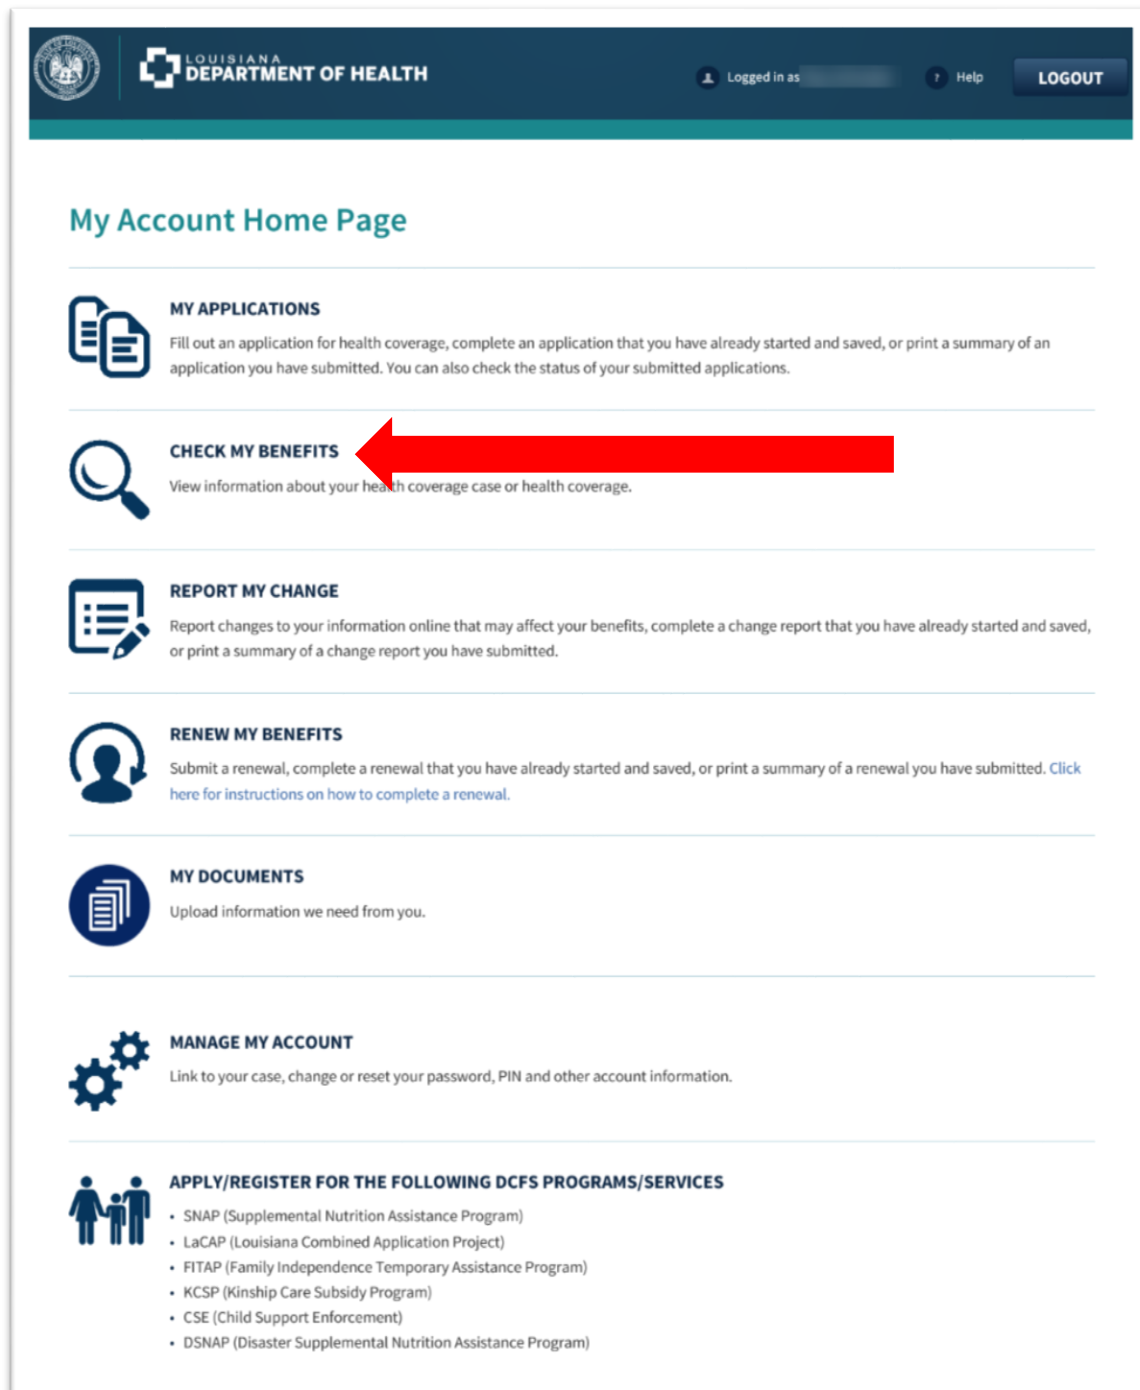 LOUISIANA
DEPARTMENT OF HEALTH
Logged in as
? Help
LOGOUT
My Account Home Page
MY APPLICATIONS
Fill out an application for health coverage, complete an application that you have already started and saved, or print a summary of an
application you have submitted. You can also check the status of your submitted applications.
CHECK MY BENEFITS
View information about your health coverage case or health coverage.
REPORT MY CHANGE
Report changes to your information online that may affect your benefits, complete a change report that you have already started and saved,
or print a summary of a change report you have submitted.
RENEW MY BENEFITS
Submit a renewal, complete a renewal that you have already started and saved, or print a summary of a renewal you have submitted. Click
here for instructions on how to complete a renewal.
MY DOCUMENTS
Upload information we need from you.
MANAGE MY ACCOUNT
Link to your case, change or reset your password, PIN and other account information.
APPLY/REGISTER FOR THE FOLLOWING DCFS PROGRAMS/SERVICES
• SNAP (Supplemental Nutrition Assistance Program)
• LaCAP (Louisiana Combined Application Project)
• FITAP (Family Independence Temporary Assistance Program)
• KCSP (Kinship Care Subsidy Program)
• CSE (Child Support Enforcement)
• DSNAP (Disaster Supplemental Nutrition Assistance Program)